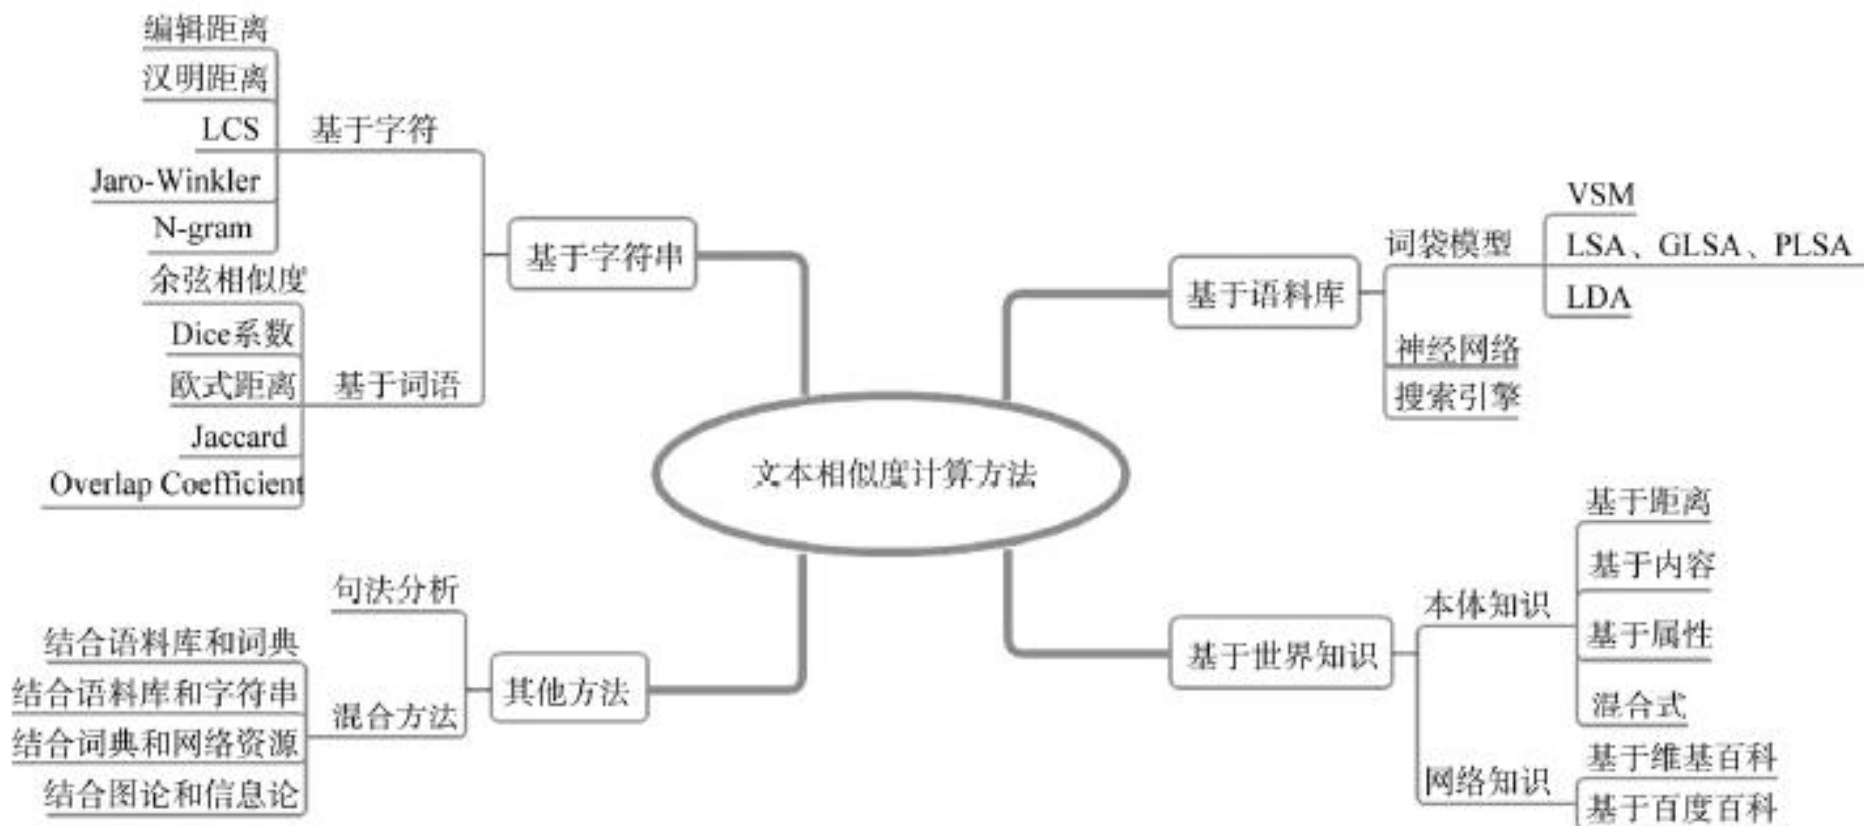 编辑距离
汉明距离
LCS
Jaro-Winkler
N-gram
基于字符
余弦相似度
Dice系数
欧式距离
Jaccard
Overlap Coefficient
基于词语
基于字符串
句法分析
结合语料库和词典
结合语料库和字符串
结合词典和网络资源
结合图论和信息论
混合方法
其他方法
文本相似度计算方法
基于语料库
词袋模型
VSM
LSA、GLSA、PLSA
LDA
神经网络
搜索引擎
基于世界知识
本体知识
基于距离
基于内容
基于属性
混合式
网络知识
基于维基百科
基于百度百科